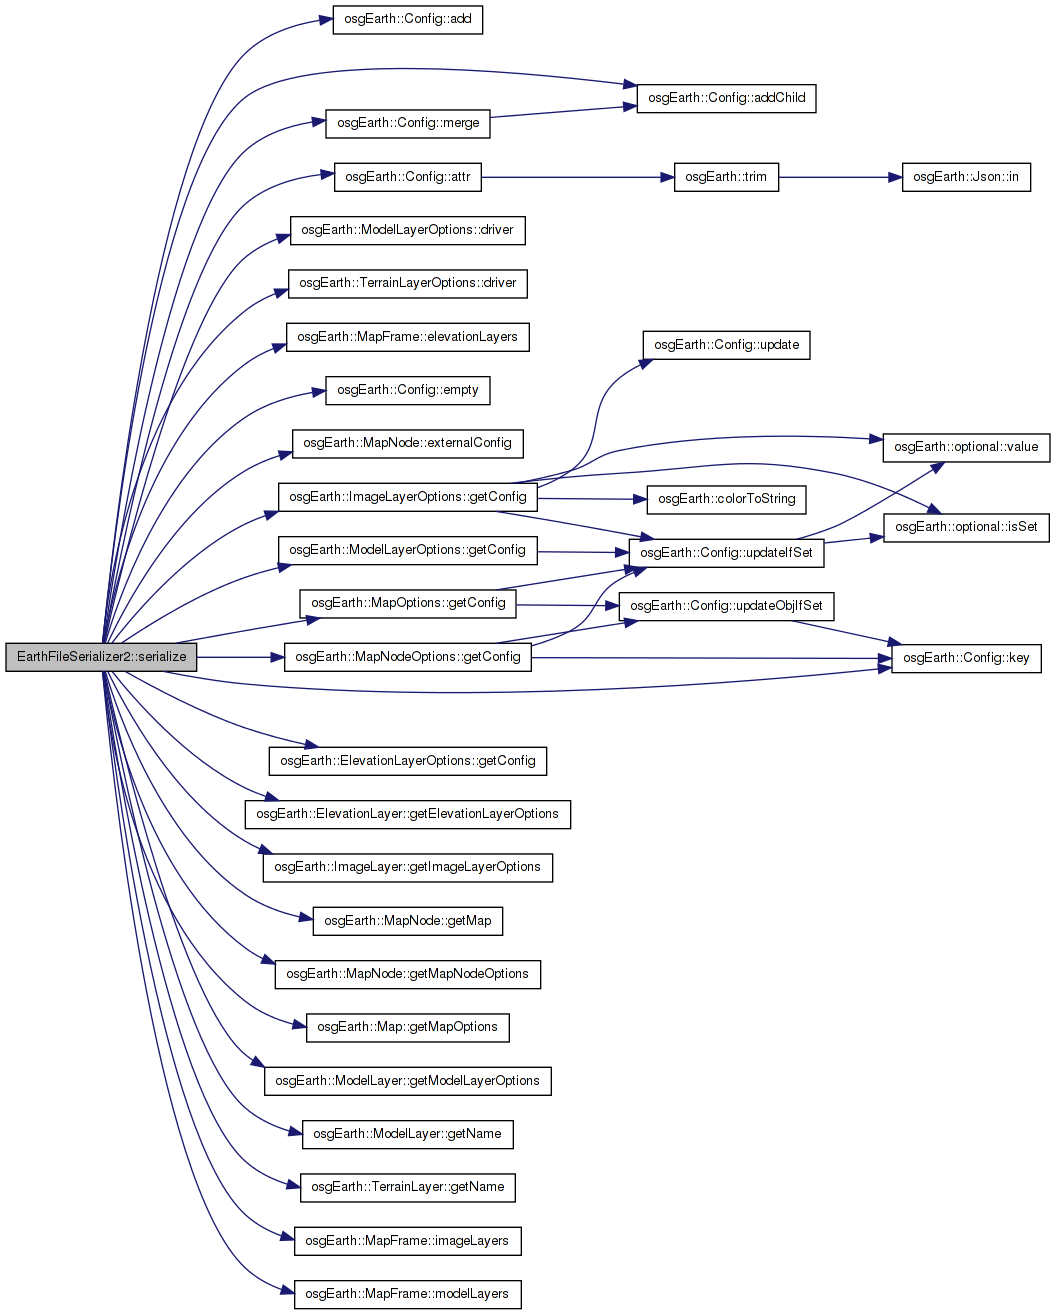 osgEarth::Config::add
osgEarth::Config::addChild
osgEarth::Config::merge
osgEarth::Config::attr
osgEarth::trim
osgEarth::Json::in
osgEarth::ModelLayerOptions::driver
osgEarth::TerrainLayerOptions::driver
osgEarth::MapFrame::elevationLayers
osgEarth::Config::update
osgEarth::Config::empty
osgEarth::MapNode::externalConfig
osgEarth::optional::value
osgEarth::ImageLayerOptions::getConfig
osgEarth::colorToString
osgEarth::optional::isSet
osgEarth::ModelLayerOptions::getConfig
osgEarth::Config::updateIfSet
osgEarth::MapOptions::getConfig
osgEarth::Config::updateObjIfSet
EarthFileSerializer2::serialize
osgEarth::MapNodeOptions::getConfig
osgEarth::Config::key
osgEarth::ElevationLayerOptions::getConfig
osgEarth::ElevationLayer::getElevationLayerOptions
osgEarth::ImageLayer::getImageLayerOptions
osgEarth::MapNode::getMap
osgEarth::MapNode::getMapNodeOptions
osgEarth::Map::getMapOptions
osgEarth::ModelLayer::getModelLayerOptions
osgEarth::ModelLayer::getName
osgEarth::TerrainLayer::getName
osgEarth::MapFrame::imageLayers
osgEarth::MapFrame::modelLayers